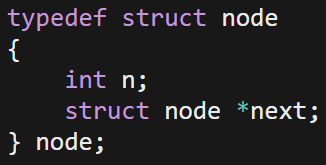 typedef struct node
{
    int n;
    struct node *next;
} node;